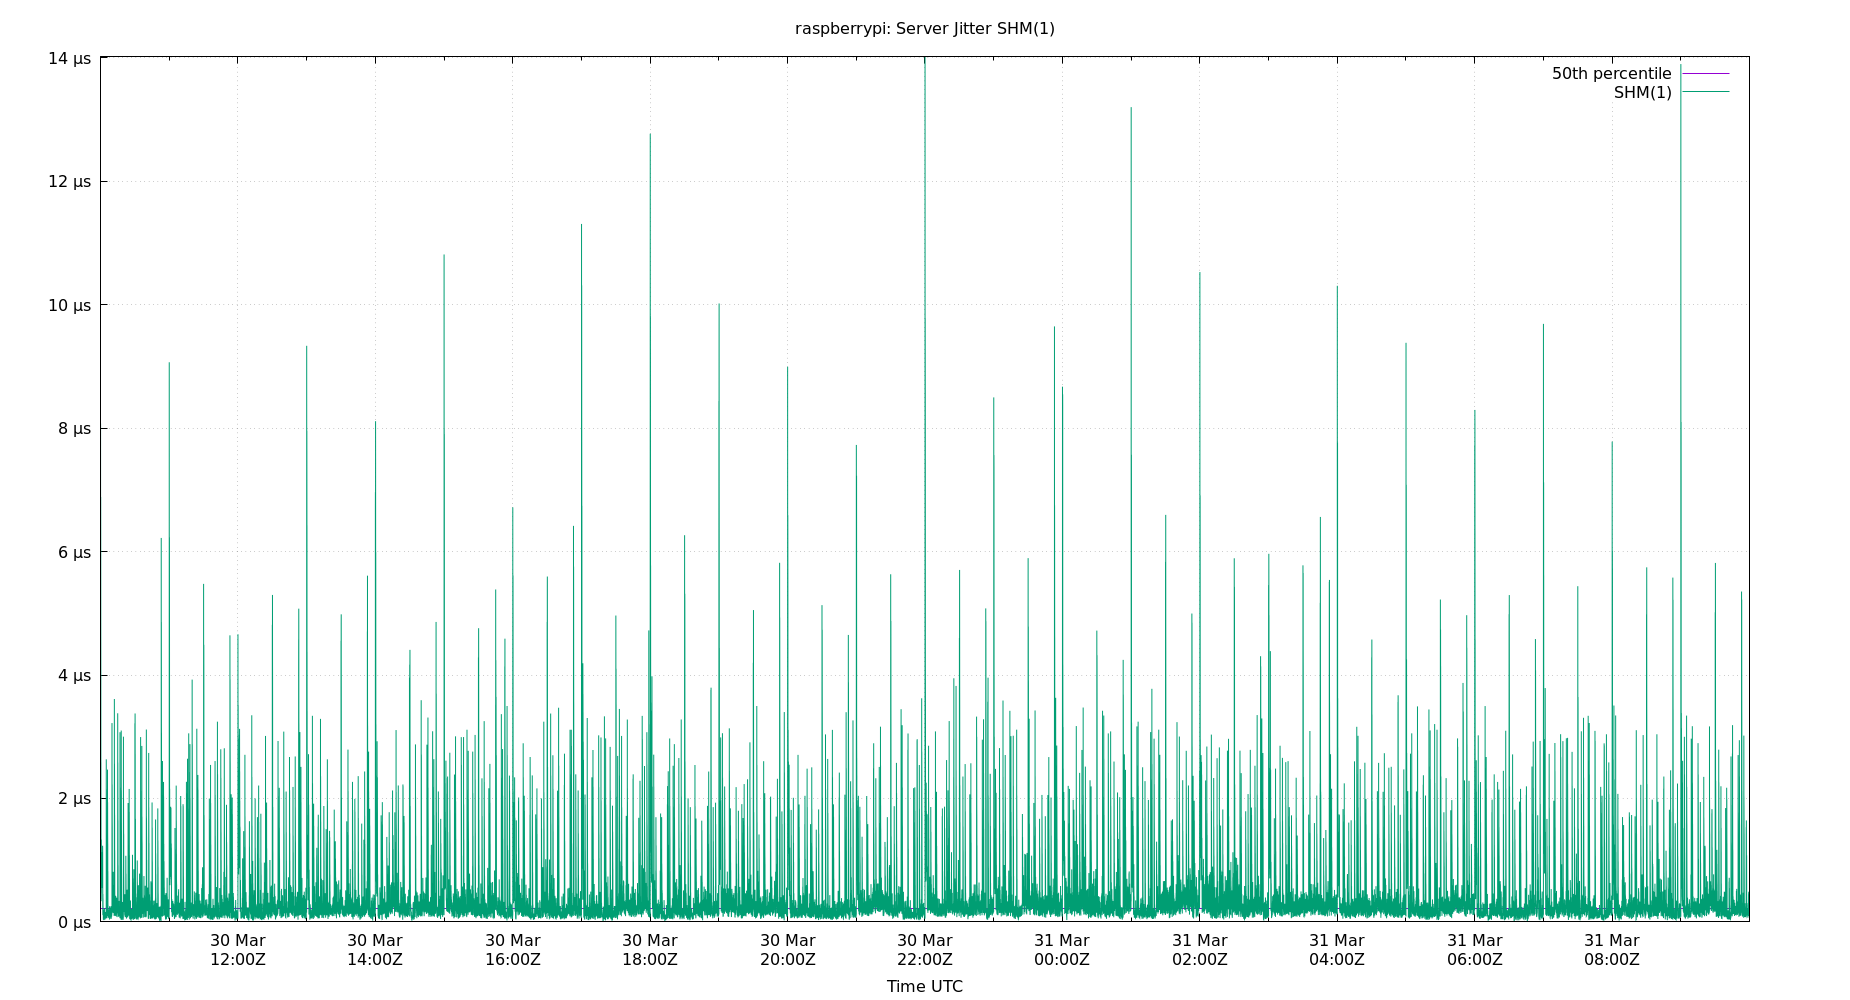 raspberrypi: Server Jitter SHM(1)
14 μs
12 μs
10 μs
8 μs
6 μs
4 μs
2 μs
0 μs
50th percentile
SHM(1)
30 Mar
12:00Z
30 Mar
14:00Z
30 Mar
16:00Z
30 Mar
18:00Z
30 Mar
20:00Z
30 Mar
22:00Z
31 Mar
00:00Z
31 Mar
02:00Z
31 Mar
04:00Z
31 Mar
06:00Z
31 Mar
08:00Z
Time UTC